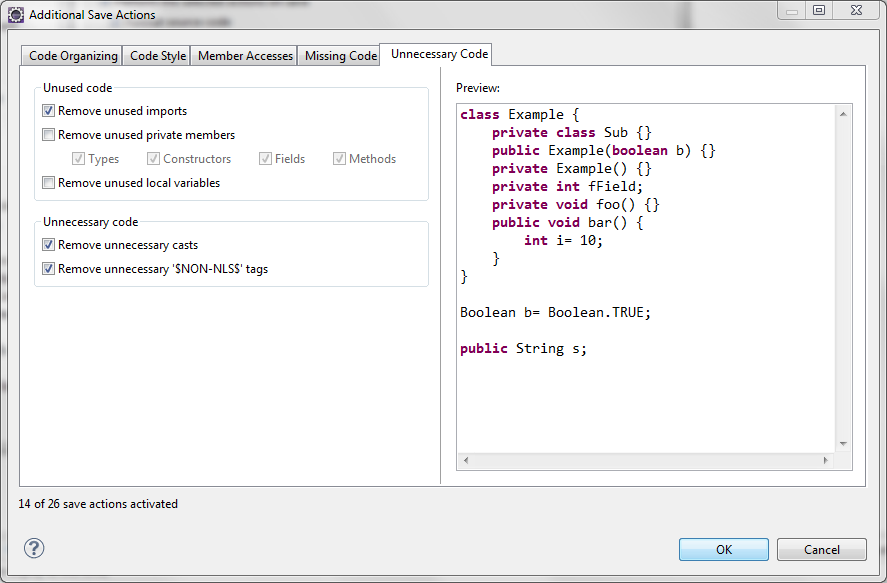 Additional Save Actions
Code Organizing Code Style Member Accesses Missing Code Unnecessary Code
Unused code
Remove unused imports
Remove unused private members
Types Constructors Fields Methods
Remove unused local variables
Unnecessary code
Remove unnecessary casts
Remove unnecessary '$NON-NLS$' tags
Preview:
class Example {
    private class Sub {}
    public Example(boolean b) {}
    private Example() {}
    private int fField;
    private void foo() {}
    public void bar() {
        int i= 10;
    }
}
Boolean b= Boolean.TRUE;
public String s;
14 of 26 save actions activated
?
OK Cancel